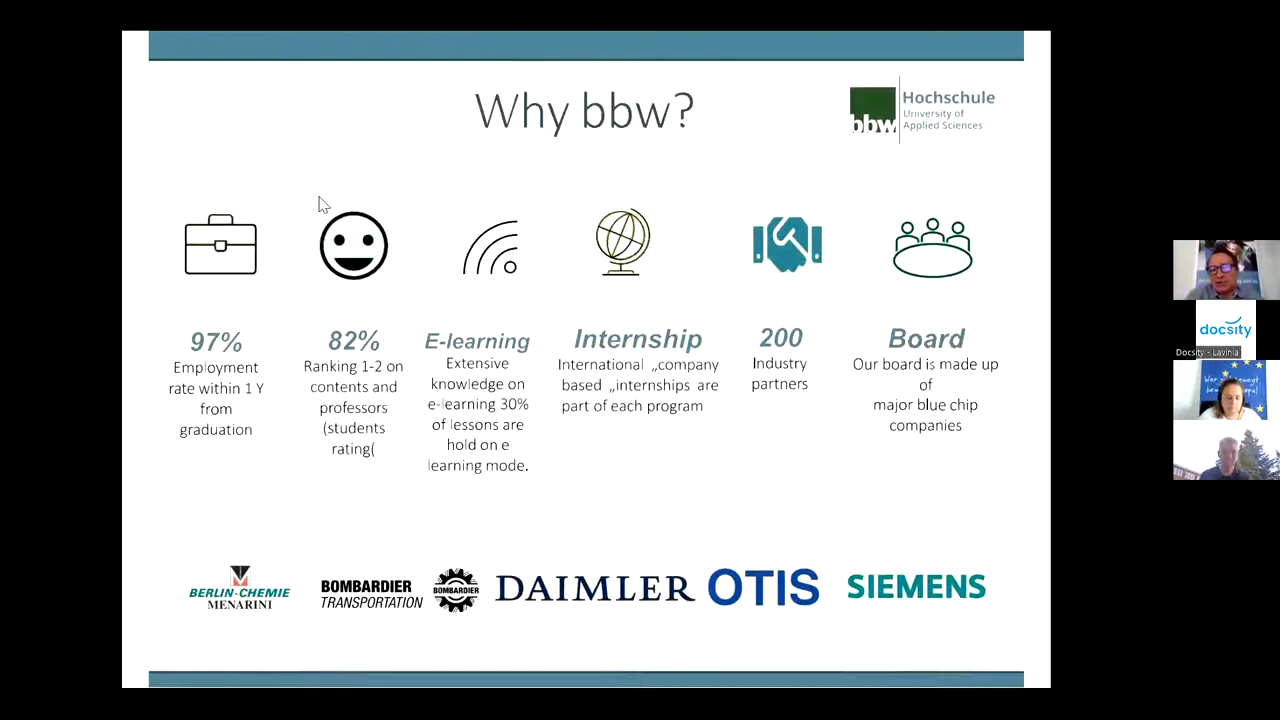 Why bbw?
bbw
Hochschule
University of
Applied Sciences
97%
Employment
rate within 1 Y
from
graduation
82%
Ranking 1-2 on
contents and
professors
(students
rating(
E-learning
Extensive
knowledge on
e-learning 30%
of lessons are
hold on e
learning mode.
Internship
International „company
based „internships are
part of each program
200
Industry
partners
Board
Our board is made up
of
major blue chip
companies
BERLIN-CHEMIE
MENARINI
BOMBARDIER
TRANSPORTATION
BOMBARDIER
DAIMLER
OTIS
SIEMENS
docsity
Docsity - Lavinia